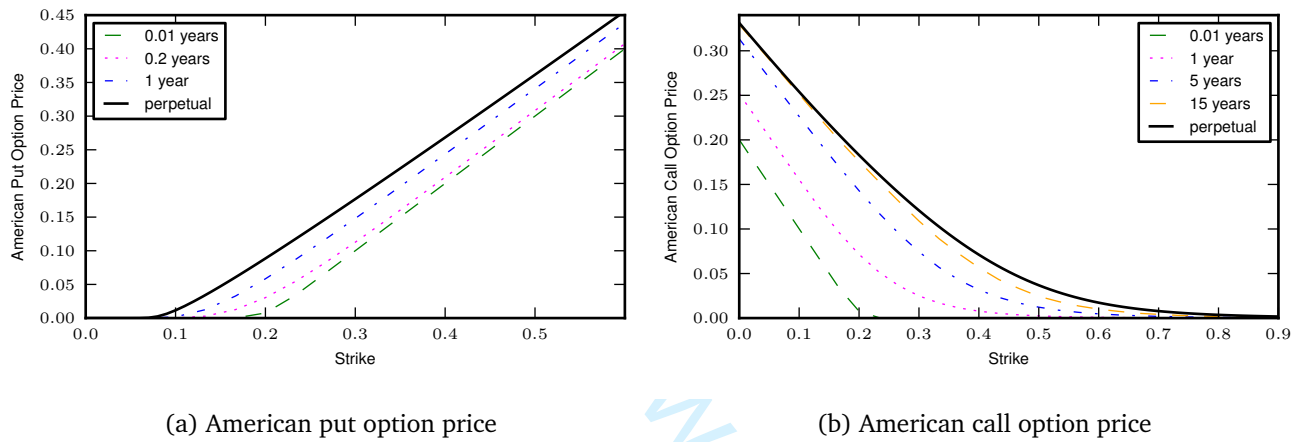 0.45
0.40
0.35
0.30
0.25
0.20
0.15
0.10
0.05
0.00
American Put Option Price
0.01 years
0.2 years
1 year
perpetual
0.0 0.1 0.2 0.3 0.4 0.5
Strike
(a) American put option price
0.30
0.25
0.20
0.15
0.10
0.05
0.00
American Call Option Price
0.01 years
1 year
5 years
15 years
perpetual
0.0 0.1 0.2 0.3 0.4 0.5 0.6 0.7 0.8 0.9
Strike
(b) American call option price